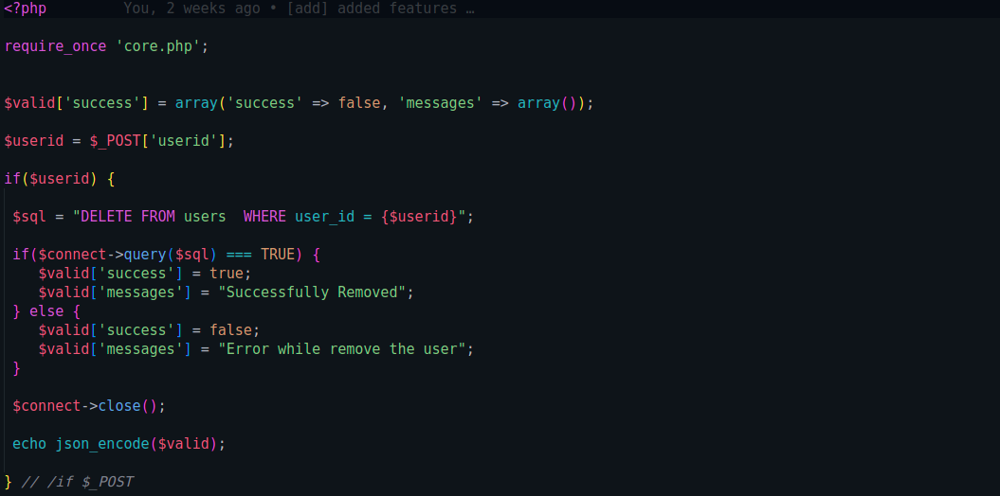 <?php You, 2 weeks ago • [add] added features …
require_once 'core.php';
$valid['success'] = array('success' => false, 'messages' => array());
$userid = $_POST['userid'];
if($userid) {
$sql = "DELETE FROM users  WHERE user_id = {$userid}";
if($connect->query($sql) === TRUE) {
$valid['success'] = true;
$valid['messages'] = "Successfully Removed";
} else {
$valid['success'] = false;
$valid['messages'] = "Error while remove the user";
}
$connect->close();
echo json_encode($valid);
} // /if $_POST